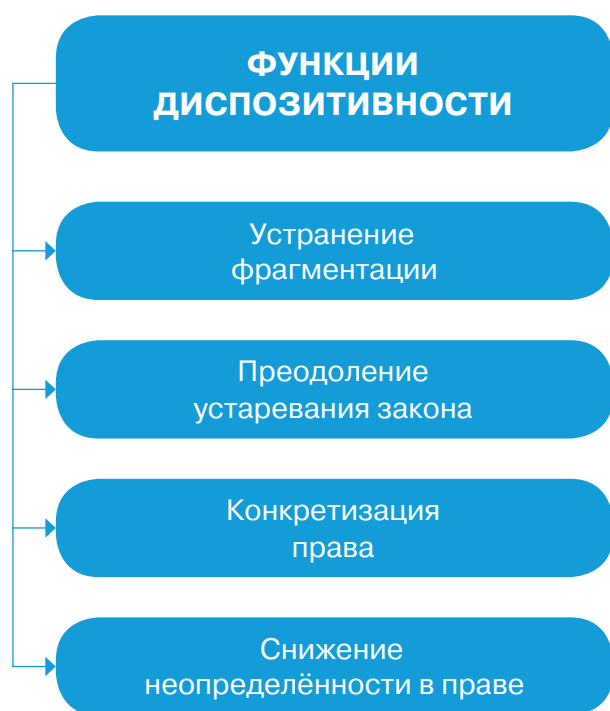 ФУНКЦИИ
ДИСПОЗИТИВНОСТИ
Устранение
фрагментации
Преодоление
устаревания закона
Конкретизация
права
Снижение
неопределённости в праве